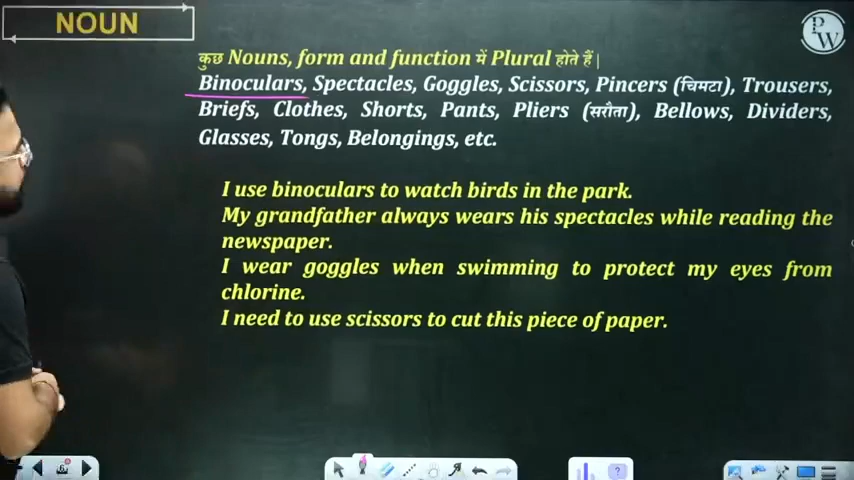 NOUN
PW
कुछ Nouns, form and function में Plural होते हैं|
Binoculars, Spectacles, Goggles, Scissors, Pincers (चिमटा), Trousers,
Briefs, Clothes, Shorts, Pants, Pliers (सरौता), Bellows, Dividers,
Glasses, Tongs, Belongings, etc.
I use binoculars to watch birds in the park.
My grandfather always wears his spectacles while reading the
newspaper.
I wear goggles when swimming to protect my eyes from
chlorine.
I need to use scissors to cut this piece of paper.